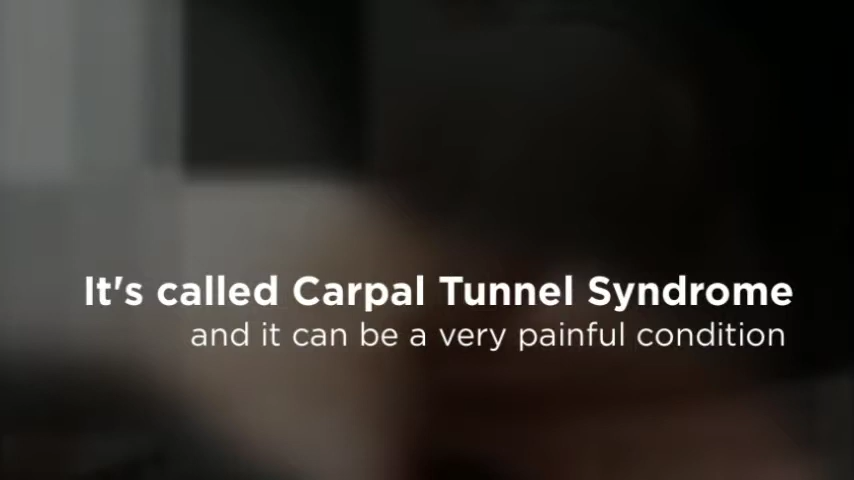 It's called Carpal Tunnel Syndrome
and it can be a very painful condition